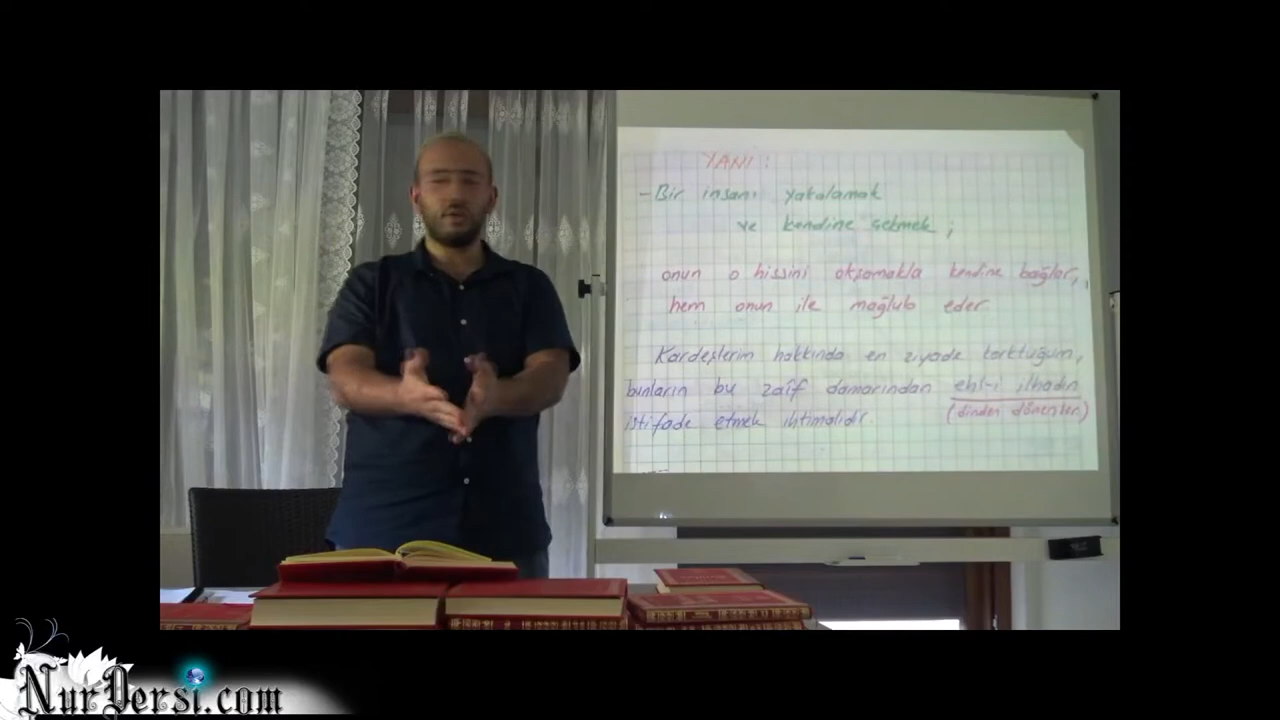 YANİ:
- Bir insanı yakalamak
ve kendine çekmek;
onun o hissini okşamakla kendine bağlar,
hem onun ile mağlub eder.
Kardeşlerim hakkında en ziyade korktuğum,
bunların bu zaîf damarından ehl-i ilhadın
istifade etmek ihtimalidir. (dinden dönenler)
NurDersi.com